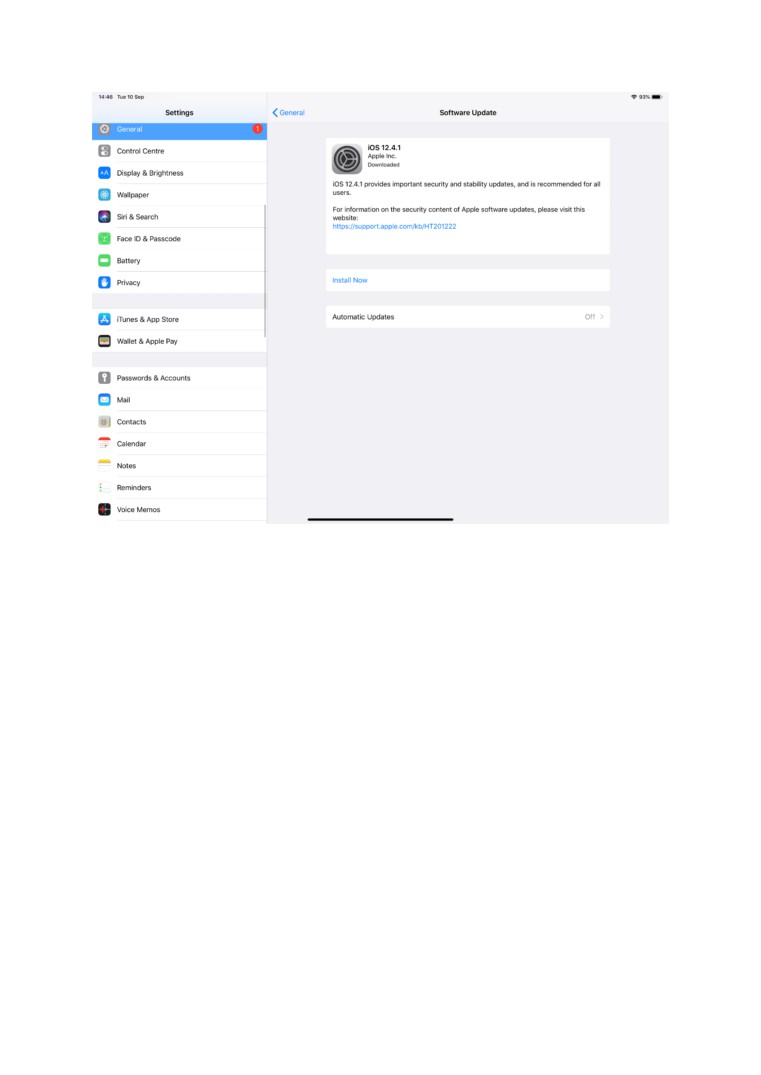 14:46 Tue 10 Sep
93%
Settings
General
Software Update
General
1
Control Centre
Display & Brightness
Wallpaper
Siri & Search
Face ID & Passcode
Battery
Privacy
iTunes & App Store
Wallet & Apple Pay
Passwords & Accounts
Mail
Contacts
Calendar
Notes
Reminders
Voice Memos
iOS 12.4.1
Apple Inc.
Downloaded
iOS 12.4.1 provides important security and stability updates, and is recommended for all
users.
For information on the security content of Apple software updates, please visit this
website:
https://support.apple.com/kb/HT201222
Install Now
Automatic Updates
Off